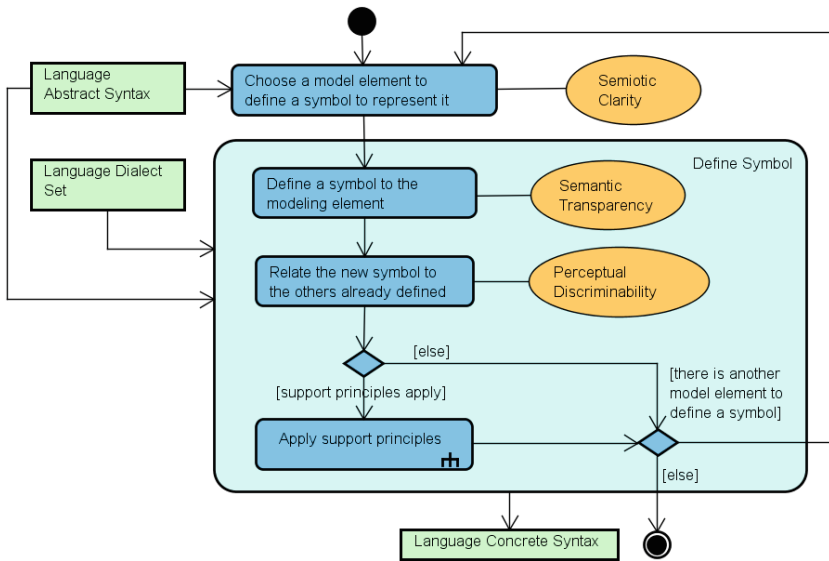 Language
Abstract Syntax
Choose a model element to
define a symbol to represent it
Semiotic
Clarity
Define Symbol
Language Dialect
Set
Define a symbol to the
modeling element
Semantic
Transparency
Relate the new symbol to
the others already defined
Perceptual
Discriminability
[else]
[support principles apply]
[there is another
model element to
define a symbol]
Apply support principles
[else]
Language Concrete Syntax